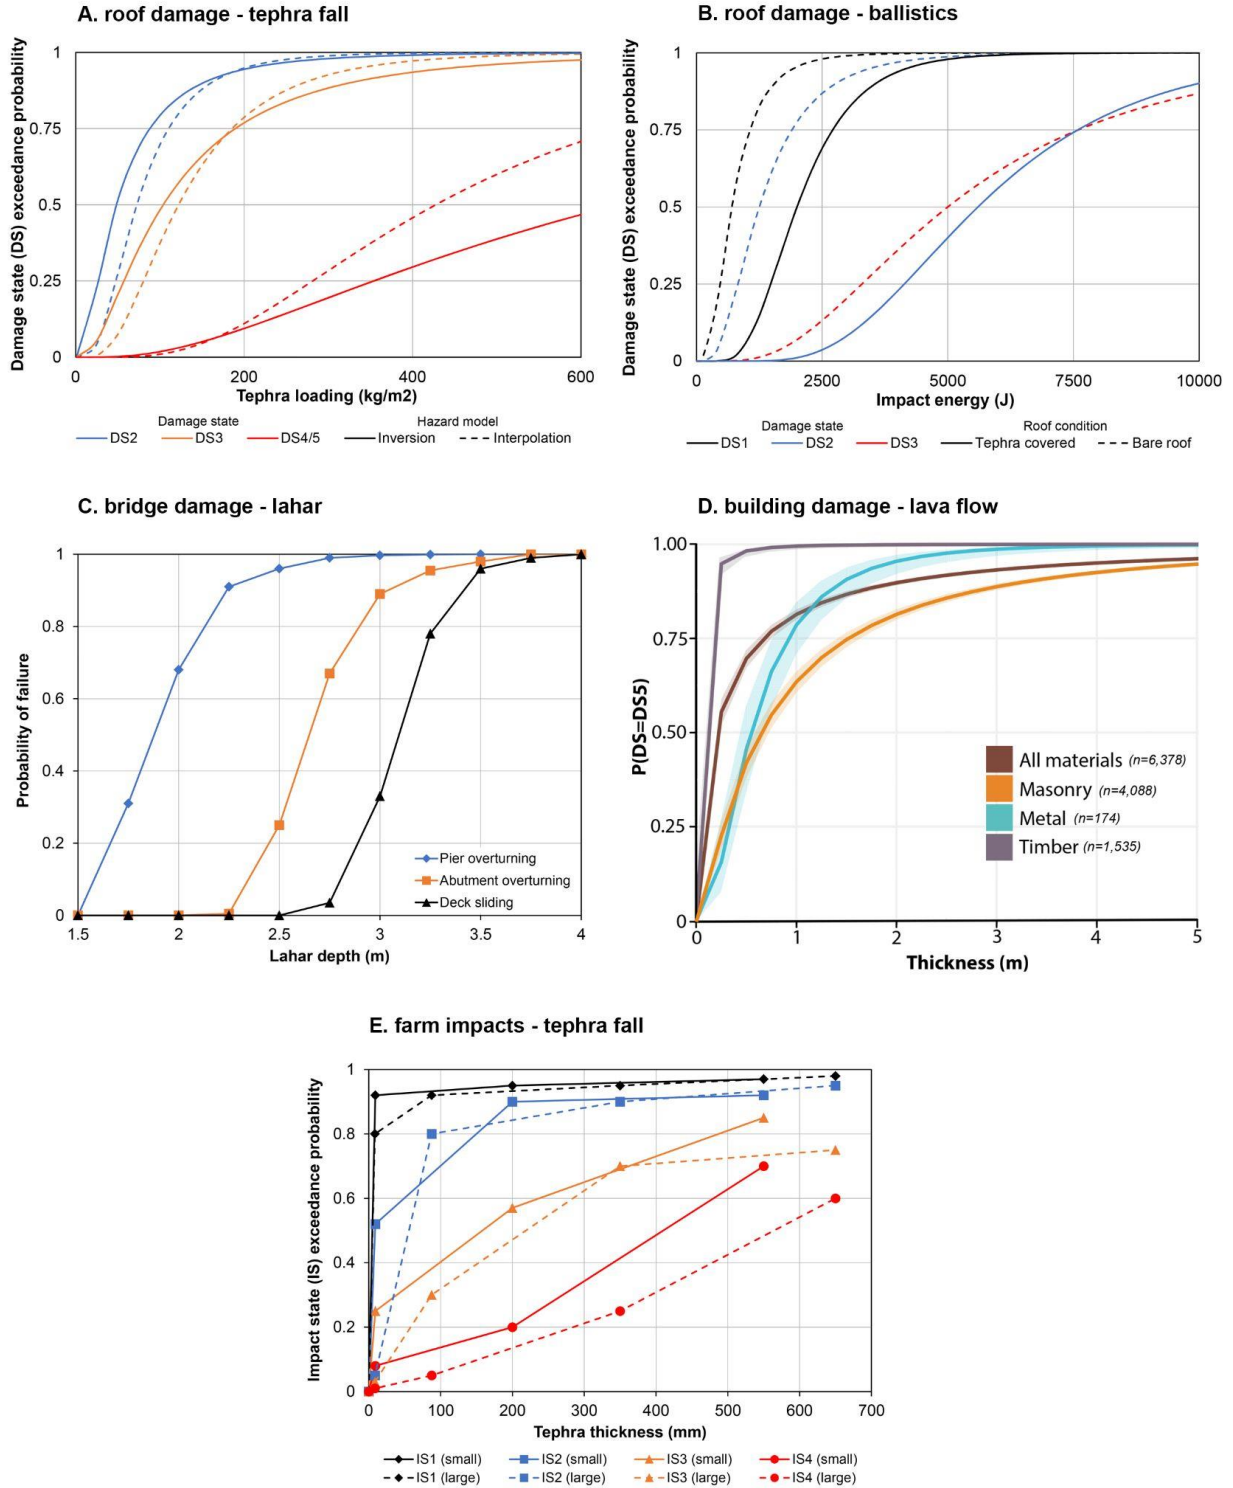 A. roof damage - tephra fall
Damage state (DS) exceedance probability
1
0.75
0.5
0.25
0
0 200 400 600
Tephra loading (kg/m2)
Damage state Hazard model
DS2 DS3 DS4/5 Inversion Interpolation
B. roof damage - ballistics
Damage state (DS) exceedance probability
1
0.75
0.5
0.25
0
0 2500 5000 7500 10000
Impact energy (J)
Damage state Roof condition
DS1 DS2 DS3 Tephra covered Bare roof
C. bridge damage - lahar
Probability of failure
1
0.8
0.6
0.4
0.2
0
Pier overturning
Abutment overturning
Deck sliding
1.5 2 2.5 3 3.5 4
Lahar depth (m)
D. building damage - lava flow
P(DS=DS5)
1.00
0.75
0.50
0.25
0
All materials (n=6,378)
Masonry (n=4,088)
Metal (n=174)
Timber (n=1,535)
0 1 2 3 4 5
Thickness (m)
E. farm impacts - tephra fall
Impact state (IS) exceedance probability
1
0.8
0.6
0.4
0.2
0
0 100 200 300 400 500 600 700
Tephra thickness (mm)
IS1 (small) IS2 (small) IS3 (small) IS4 (small)
IS1 (large) IS2 (large) IS3 (large) IS4 (large)